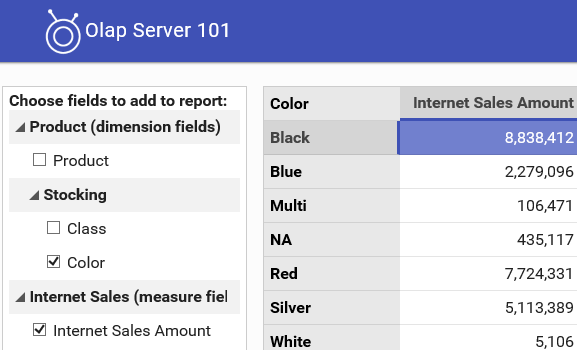 Olap Server 101
Choose fields to add to report:
Product (dimension fields)
Product
Stocking
Class
Color
Internet Sales (measure fiel
Internet Sales Amount
Color Internet Sales Amount
Black 8,838,412
Blue 2,279,096
Multi 106,471
NA 435,117
Red 7,724,331
Silver 5,113,389
White 5,106